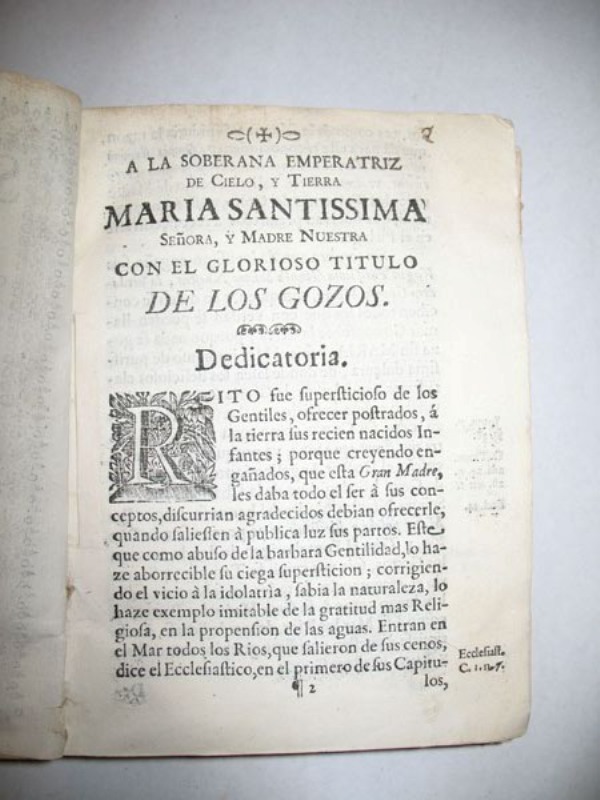 (✠)
2
A LA SOBERANA EMPERATRIZ
DE CIELO, Y TIERRA
MARIA SANTISSIMA
SEÑORA, Y MADRE NUESTRA
CON EL GLORIOSO TITULO
DE LOS GOZOS.
Dedicatoria.
RITO fue ſuperſticioſo de los
Gentiles, ofrecer poſtrados, á
la tierra ſus recien nacidos In-
fantes; porque creyendo en-
gañados, que eſta Gran Madre,
les daba todo el ſer à ſus con-
ceptos, diſcurrian agradecidos debian ofrecerle,
quando ſalieſſen à publica luz ſus partos. Eſte
que como abuſo de la barbara Gentilidad, lo ha-
ze aborrecible ſu ciega ſuperſticion; corrigien-
do el vicio à la idolatria, ſabia la naturaleza, lo
haze exemplo imitable de la gratitud mas Reli-
gioſa, en la propenſion de las aguas. Entran en
el Mar todos los Rios, que ſalieron de ſus cenos,
dice el Eccleſiaſtico, en el primero de ſus Capitu-
Eccleſiaſt.
C. 1. n. 7.
¶ 2
los,